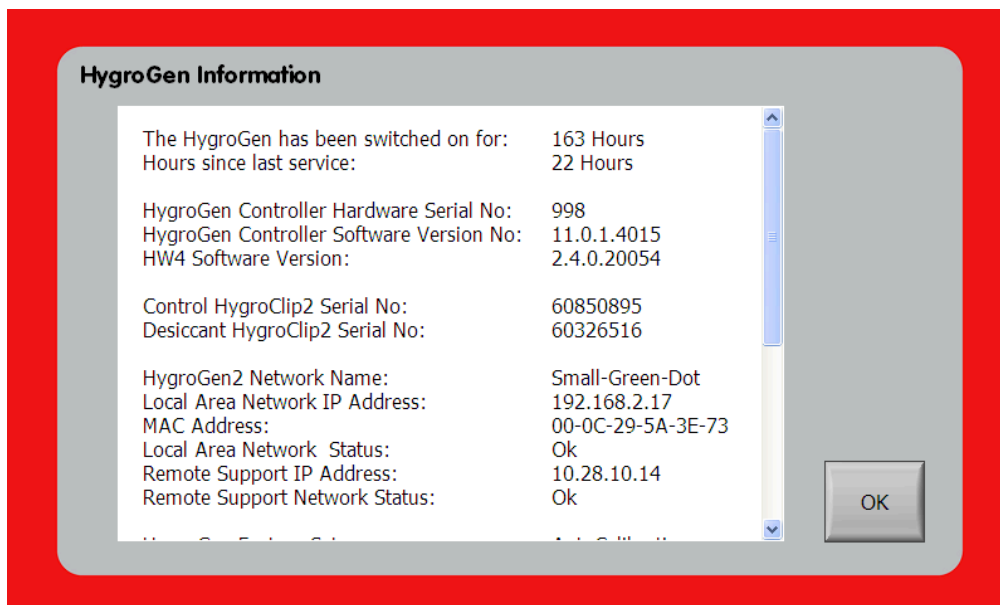 HygroGen Information
The HygroGen has been switched on for: 163 Hours
Hours since last service: 22 Hours
HygroGen Controller Hardware Serial No: 998
HygroGen Controller Software Version No: 11.0.1.4015
HW4 Software Version: 2.4.0.20054
Control HygroClip2 Serial No: 60850895
Desiccant HygroClip2 Serial No: 60326516
HygroGen2 Network Name: Small-Green-Dot
Local Area Network IP Address: 192.168.2.17
MAC Address: 00-0C-29-5A-3E-73
Local Area Network Status: Ok
Remote Support IP Address: 10.28.10.14
Remote Support Network Status: Ok
OK